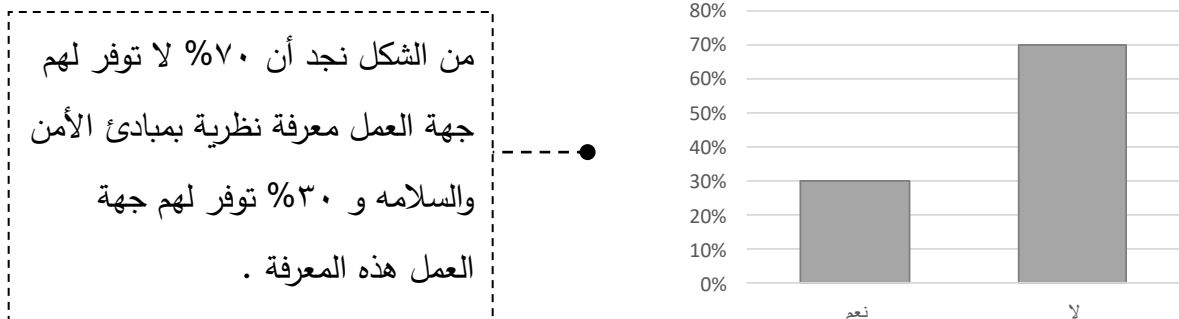 من الشكل نجد أن ٧٠% لا توفر لهم
جهة العمل معرفة نظرية بمبادئ الأمن
والسلامه و ٣٠% توفر لهم جهة
العمل هذه المعرفة .
80%
70%
60%
50%
40%
30%
20%
10%
0%
نعم
لا